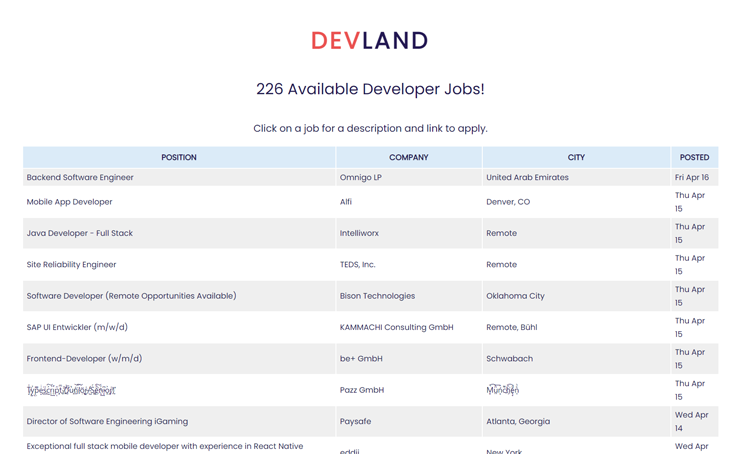 DEVLAND
226 Available Developer Jobs!
Click on a job for a description and link to apply.
POSITION COMPANY CITY POSTED
Backend Software Engineer Omnigo LP United Arab Emirates Fri Apr 16
Mobile App Developer Alfi Denver, CO Thu Apr
15
Java Developer - Full Stack Intelliworx Remote Thu Apr
15
Site Reliability Engineer TEDS, Inc. Remote Thu Apr
15
Software Developer (Remote Opportunities Available) Bison Technologies Oklahoma City Thu Apr
15
SAP UI Entwickler (m/w/d) KAMMACHI Consulting GmbH Remote, Bühl Thu Apr
15
Frontend-Developer (w/m/d) be+ GmbH Schwabach Thu Apr
15
Pazz GmbH Thu Apr
15
Director of Software Engineering iGaming Paysafe Atlanta, Georgia Wed Apr
14
Exceptional full stack mobile developer with experience in React Native eddii New York Wed Apr